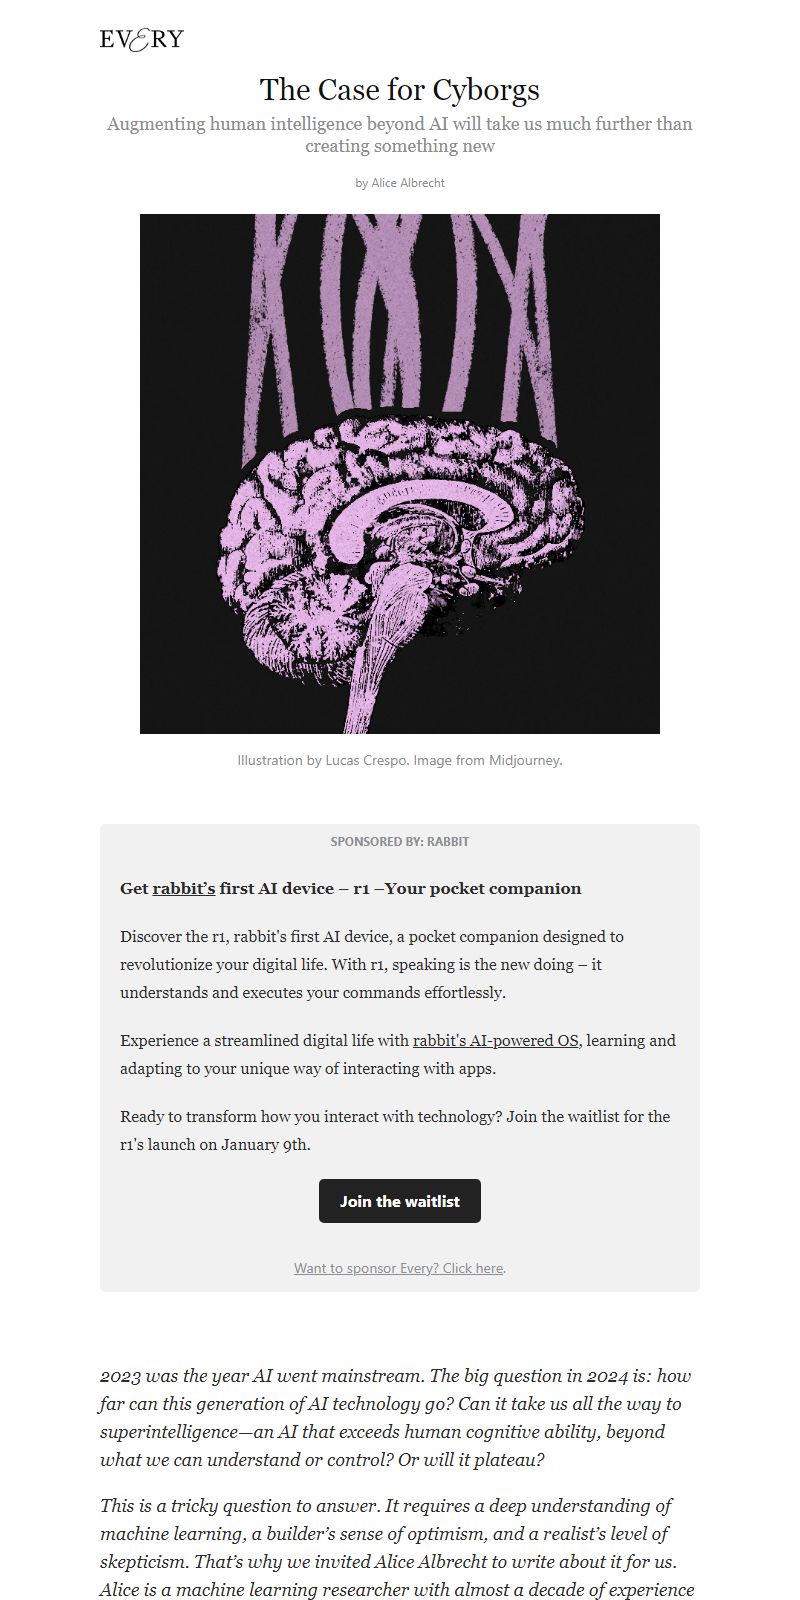 EVERY
The Case for Cyborgs
Augmenting human intelligence beyond AI will take us much further than
creating something new
by Alice Albrecht
Illustration by Lucas Crespo. Image from Midjourney.
SPONSORED BY: RABBIT
Get rabbit’s first AI device – r1 –Your pocket companion
Discover the r1, rabbit's first AI device, a pocket companion designed to
revolutionize your digital life. With r1, speaking is the new doing – it
understands and executes your commands effortlessly.
Experience a streamlined digital life with rabbit's AI-powered OS, learning and
adapting to your unique way of interacting with apps.
Ready to transform how you interact with technology? Join the waitlist for the
r1's launch on January 9th.
Join the waitlist
Want to sponsor Every? Click here.
2023 was the year AI went mainstream. The big question in 2024 is: how
far can this generation of AI technology go? Can it take us all the way to
superintelligence—an AI that exceeds human cognitive ability, beyond
what we can understand or control? Or will it plateau?
This is a tricky question to answer. It requires a deep understanding of
machine learning, a builder’s sense of optimism, and a realist’s level of
skepticism. That’s why we invited Alice Albrecht to write about it for us.
Alice is a machine learning researcher with almost a decade of experience